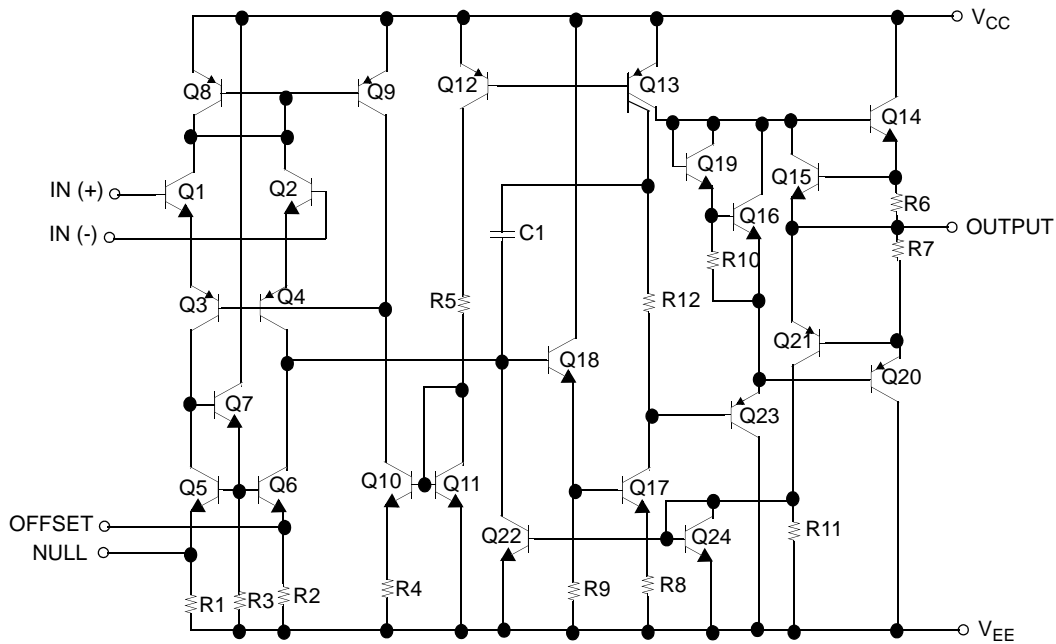 VCC
Q8
Q9
Q12
Q13
Q14
Q19
Q15
Q1
Q2
IN (+)
Q16
R6
IN (-)
C1
OUTPUT
R7
R10
Q3
Q4
R5
R12
Q21
Q18
Q20
Q7
Q23
Q5
Q6
Q10
Q11
Q17
OFFSET
Q22
Q24
R11
NULL
R1
R3
R2
R4
R9
R8
VEE